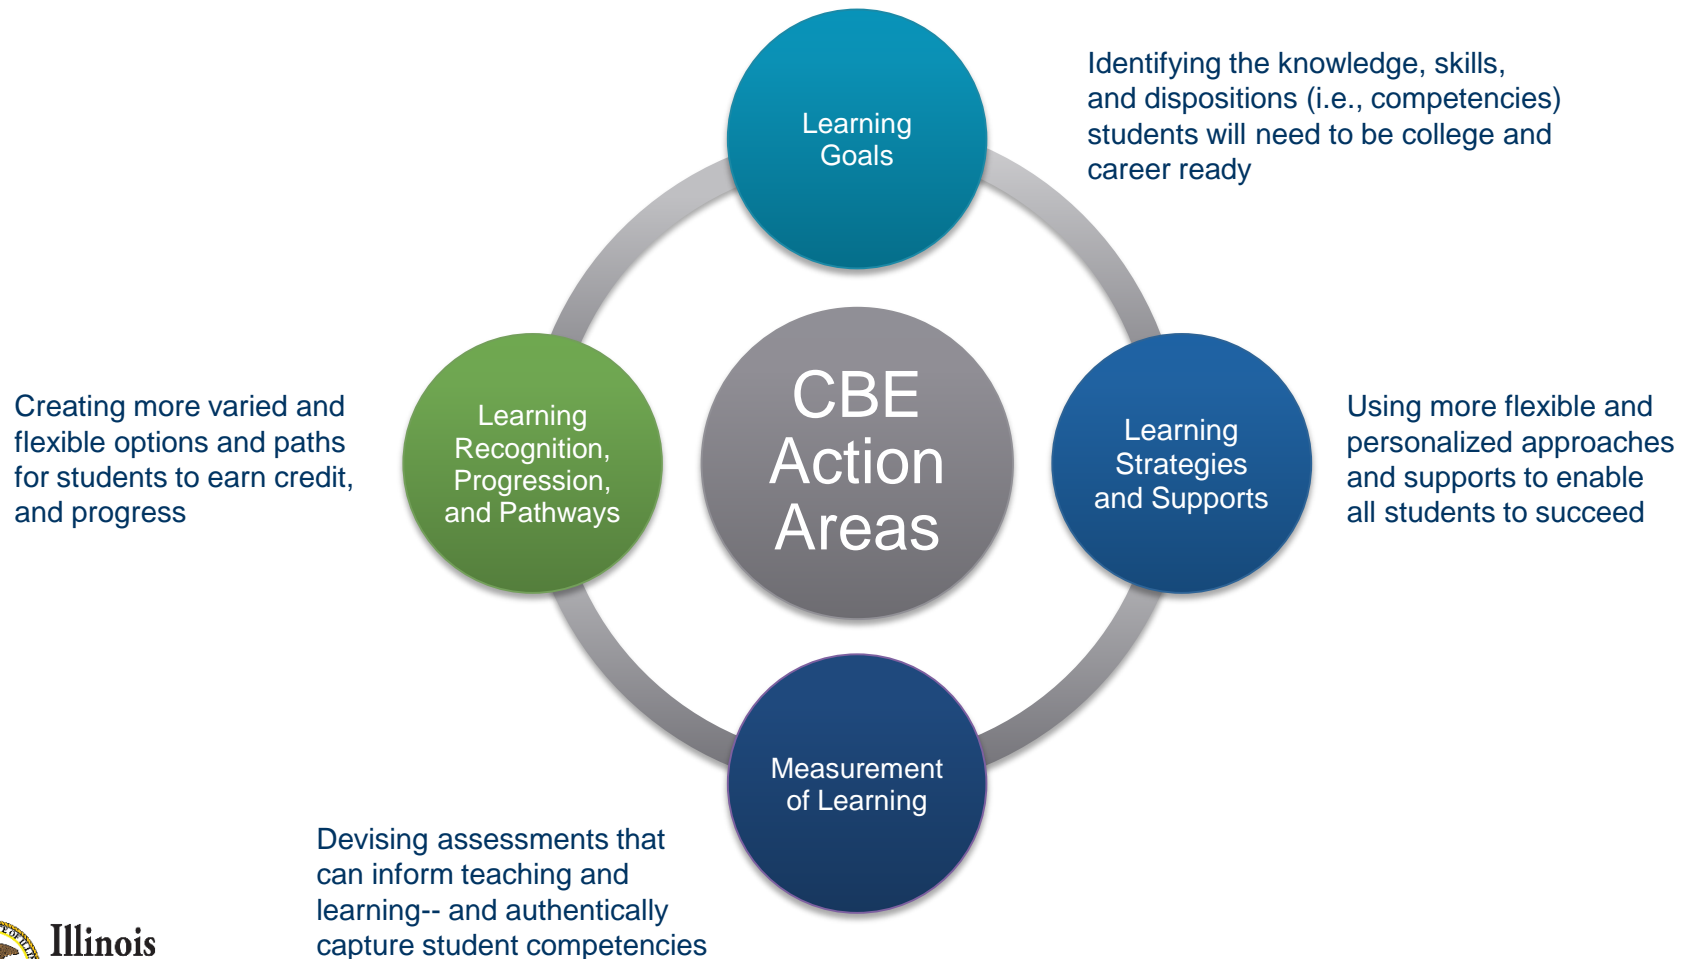 Learning
Goals
Identifying the knowledge, skills,
and dispositions (i.e., competencies)
students will need to be college and
career ready
Creating more varied and
flexible options and paths
for students to earn credit,
and progress
Learning
Recognition,
Progression,
and Pathways
CBE
Action
Areas
Learning
Strategies
and Supports
Using more flexible and
personalized approaches
and supports to enable
all students to succeed
Measurement
of Learning
Devising assessments that
can inform teaching and
learning-- and authentically
capture student competencies
Illinois